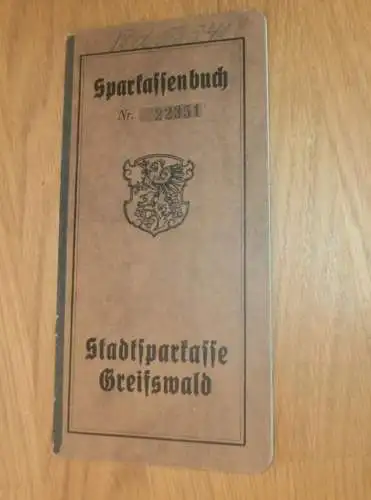 Sparkassenbuch
Nr. 22351
Stadtsparkasse
Greifswald